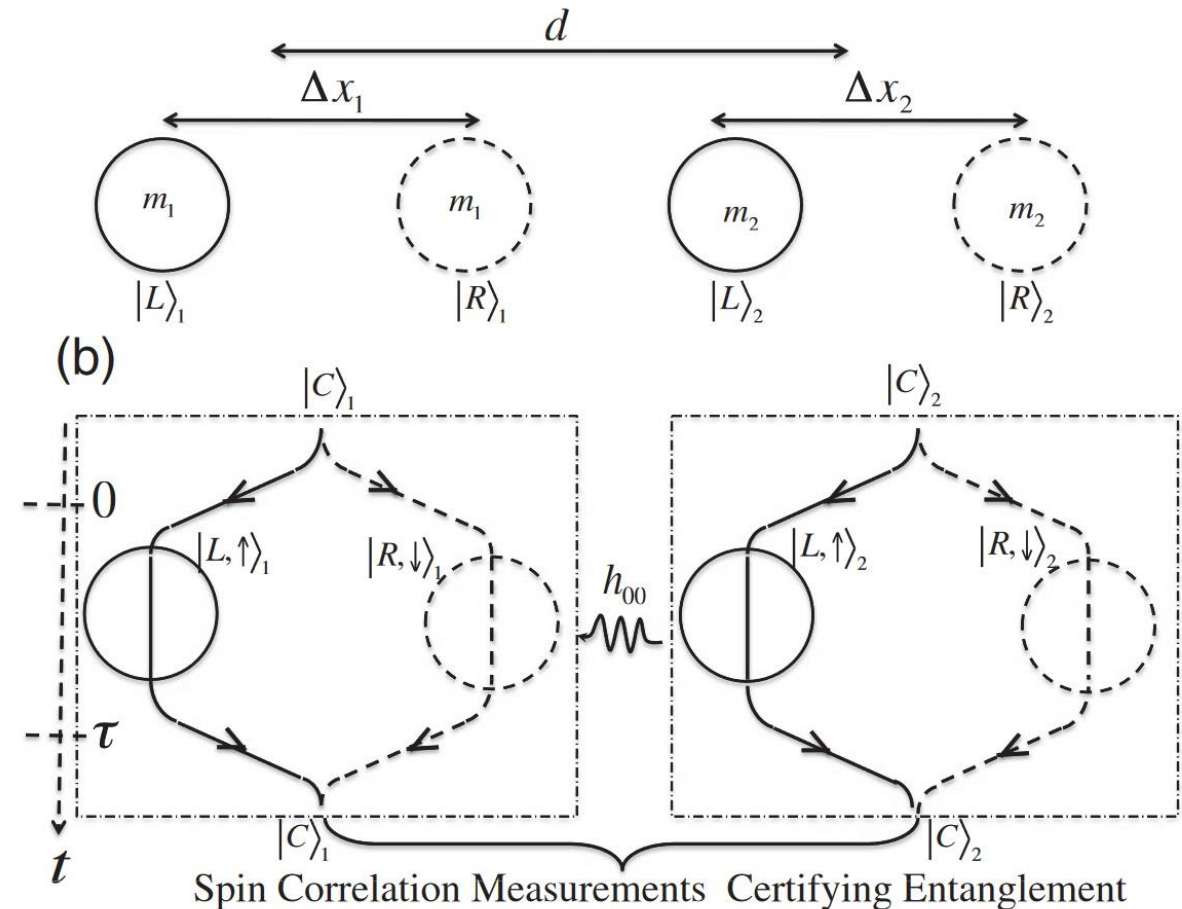 d
Δx₁ Δx₂
m₁ m₁ m₂ m₂
|L⟩₁ |R⟩₁ |L⟩₂ |R⟩₂
(b)
|C⟩₁ |C⟩₂
0
|L,↑⟩₁ |R,↓⟩₁ h₀₀ |L,↑⟩₂ |R,↓⟩₂
τ
|C⟩₁ |C⟩₂
t
Spin Correlation Measurements Certifying Entanglement